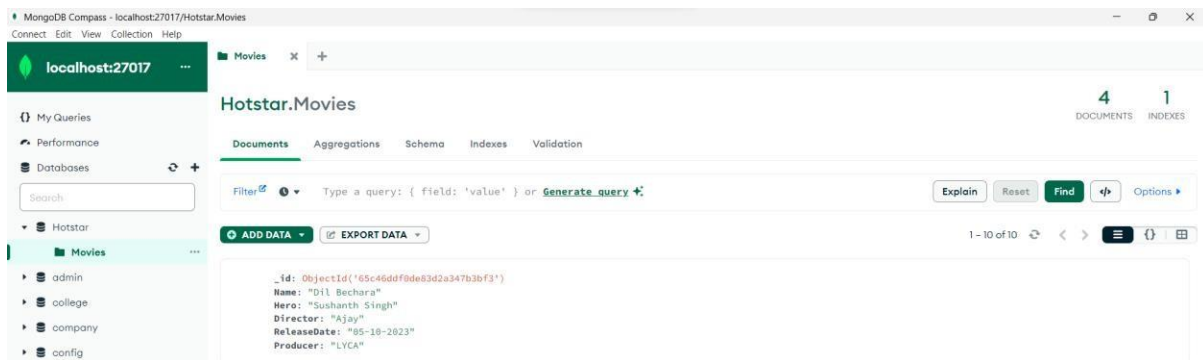 MongoDB Compass - localhost:27017/Hotstar.Movies
Connect Edit View Collection Help
localhost:27017 ...
Movies
Hotstar.Movies
4 DOCUMENTS
1 INDEXES
{} My Queries
Performance
Databases
Search
Hotstar
Movies ...
admin
college
company
config
Documents Aggregations Schema Indexes Validation
Filter Type a query: { field: 'value' } or Generate query
Explain Reset Find </> Options
ADD DATA EXPORT DATA 1 – 10 of 10 {}
_id: ObjectId('65c46ddf0de83d2a347b3bf3')
Name: "Dil Bechara"
Hero: "Sushanth Singh"
Director: "Ajay"
ReleaseDate: "05-10-2023"
Producer: "LYCA"